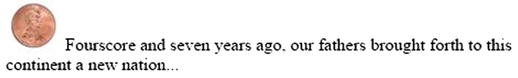 Fourscore and seven years ago, our fathers brought forth to this
continent a new nation...